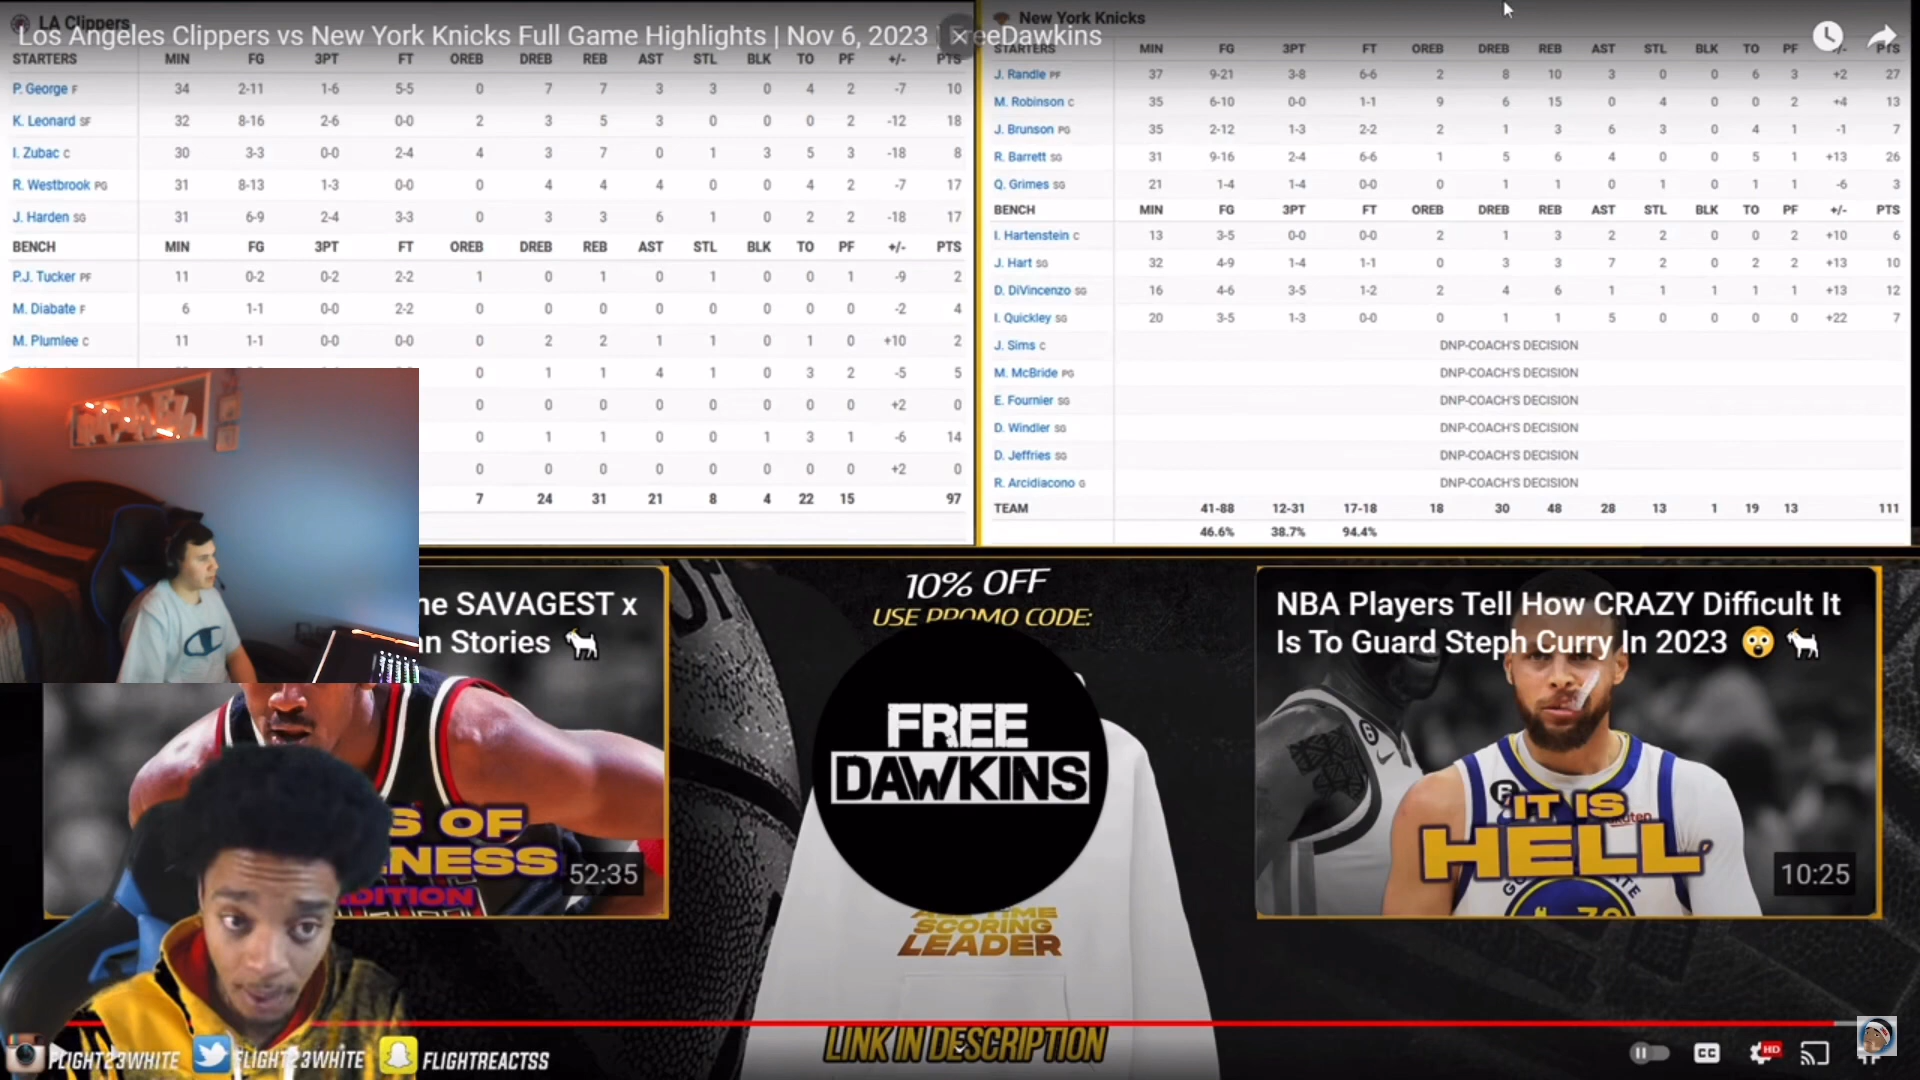 LA Clippers
Los Angeles Clippers vs New York Knicks Full Game Highlights | Nov 6, 2023 | FreeDawkins
STARTERS MIN FG 3PT FT OREB DREB REB AST STL BLK TO PF +/- PTS
P. George F 34 2-11 1-6 5-5 0 7 7 3 3 0 4 2 -7 10
K. Leonard SF 32 8-16 2-6 0-0 2 3 5 3 0 0 0 2 -12 18
I. Zubac C 30 3-3 0-0 2-4 4 3 7 0 1 3 5 3 -18 8
R. Westbrook PG 31 8-13 1-3 0-0 0 4 4 4 0 0 4 2 -7 17
J. Harden SG 31 6-9 2-4 3-3 0 3 3 6 1 0 2 2 -18 17
BENCH MIN FG 3PT FT OREB DREB REB AST STL BLK TO PF +/- PTS
P.J. Tucker PF 11 0-2 0-2 2-2 1 0 1 0 1 0 0 1 -9 2
M. Diabate F 6 1-1 0-0 2-2 0 0 0 0 0 0 0 0 -2 4
M. Plumlee C 11 1-1 0-0 0-0 0 2 2 1 1 0 1 0 +10 2
0 1 1 4 1 0 3 2 -5 5
0 0 0 0 0 0 0 0 +2 0
0 1 1 0 0 1 3 1 -6 14
0 0 0 0 0 0 0 0 +2 0
7 24 31 21 8 4 22 15 97
New York Knicks
STARTERS MIN FG 3PT FT OREB DREB REB AST STL BLK TO PF +/- PTS
J. Randle PF 37 9-21 3-8 6-6 2 8 10 3 0 0 6 3 +2 27
M. Robinson C 35 6-10 0-0 1-1 9 6 15 0 4 0 0 2 +4 13
J. Brunson PG 35 2-12 1-3 2-2 2 1 3 6 3 0 4 1 -1 7
R. Barrett SG 31 9-16 2-4 6-6 1 5 6 4 0 0 5 1 +13 26
Q. Grimes SG 21 1-4 1-4 0-0 0 1 1 0 1 0 1 1 -6 3
BENCH MIN FG 3PT FT OREB DREB REB AST STL BLK TO PF +/- PTS
I. Hartenstein C 13 3-5 0-0 0-0 2 1 3 2 2 0 0 2 +10 6
J. Hart SG 32 4-9 1-4 1-1 0 3 3 7 2 0 2 2 +13 10
D. DiVincenzo SG 16 4-6 3-5 1-2 2 4 6 1 1 1 1 1 +13 12
I. Quickley SG 20 3-5 1-3 0-0 0 1 1 5 0 0 0 0 +22 7
J. Sims C DNP-COACH'S DECISION
M. McBride PG DNP-COACH'S DECISION
E. Fournier SG DNP-COACH'S DECISION
D. Windler SG DNP-COACH'S DECISION
D. Jeffries SG DNP-COACH'S DECISION
R. Arcidiacono G DNP-COACH'S DECISION
TEAM 41-88 12-31 17-18 18 30 48 28 13 1 19 13 111
46.6% 38.7% 94.4%
SAVAGEST x
Stories
S OF
NESS
DITION
52:35
10% OFF
USE PROMO CODE:
FREE
DAWKINS
ALL TIME
SCORING
LEADER
LINK IN DESCRIPTION
NBA Players Tell How CRAZY Difficult It
Is To Guard Steph Curry In 2023
IT IS
HELL
10:25
FLIGHT23WHITE FLIGHT23WHITE FLIGHTREACTSS
CC HD